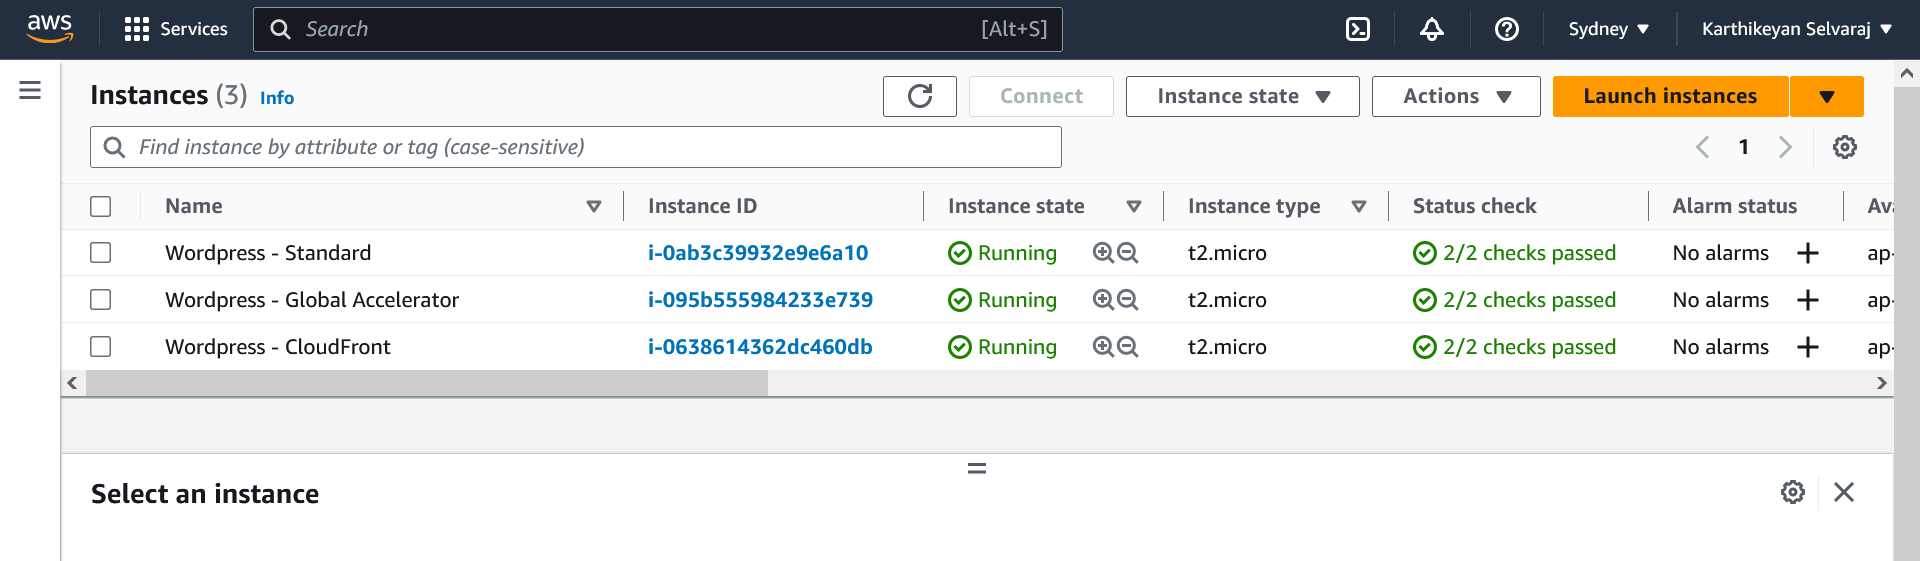 aws Services Search [Alt+S] Sydney Karthikeyan Selvaraj
Instances (3) Info Connect Instance state Actions Launch instances
Find instance by attribute or tag (case-sensitive) 1
Name Instance ID Instance state Instance type Status check Alarm status Ava
Wordpress - Standard i-0ab3c39932e9e6a10 Running t2.micro 2/2 checks passed No alarms ap-
Wordpress - Global Accelerator i-095b555984233e739 Running t2.micro 2/2 checks passed No alarms ap-
Wordpress - CloudFront i-0638614362dc460db Running t2.micro 2/2 checks passed No alarms ap-
Select an instance